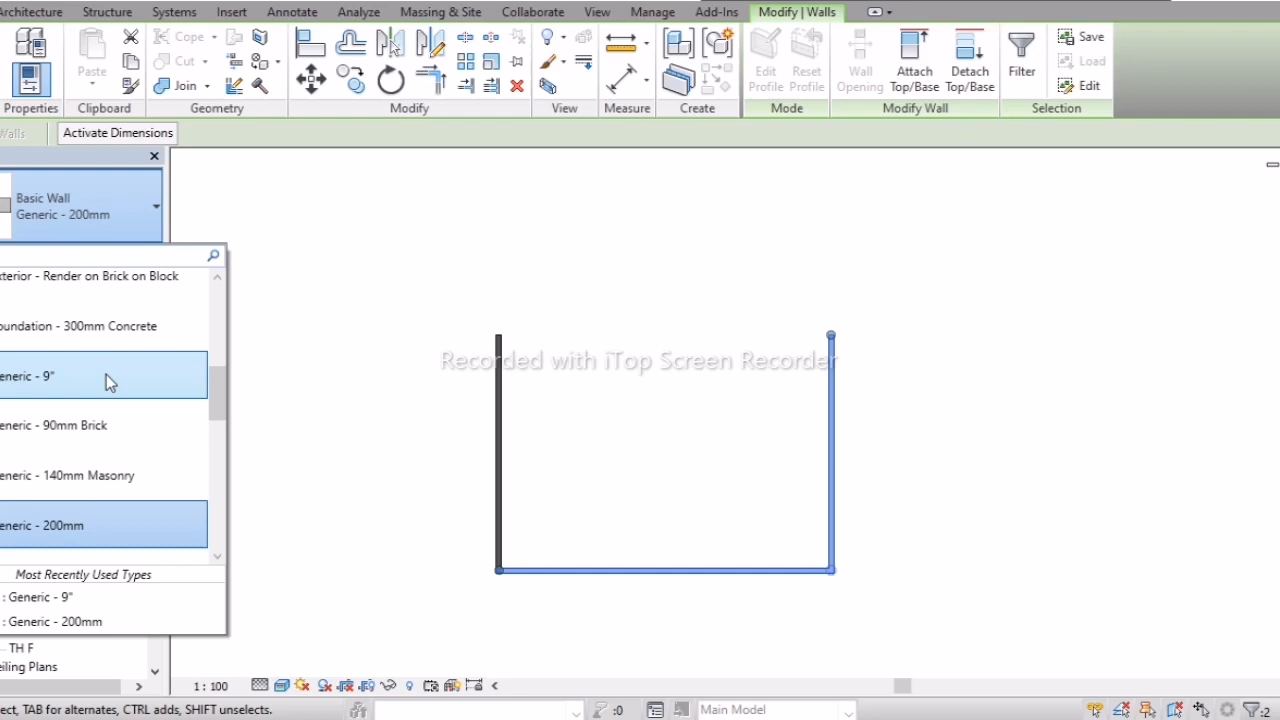 rchitecture Structure Systems Insert Annotate Analyze Massing & Site Collaborate View Manage Add-Ins Modify | Walls
Cope Save
Cut Load
Paste Join Edit Profile Reset Profile Wall Opening Attach Top/Base Detach Top/Base Filter Edit
Properties Clipboard Geometry Modify View Measure Create Mode Modify Wall Selection
Walls Activate Dimensions
Basic Wall
Generic - 200mm
xterior - Render on Brick on Block
oundation - 300mm Concrete
Recorded with iTop Screen Recorder
eneric - 9"
eneric - 90mm Brick
eneric - 140mm Masonry
eneric - 200mm
Most Recently Used Types
: Generic - 9"
: Generic - 200mm
TH F
eiling Plans
1 : 100
ect, TAB for alternates, CTRL adds, SHIFT unselects. :0 Main Model :2